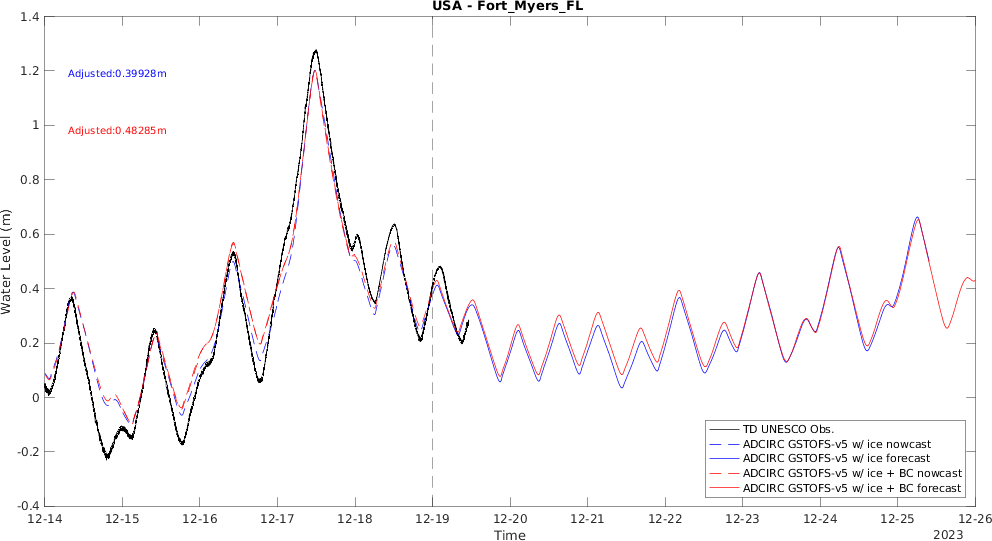 USA - Fort_Myers_FL
1.4
1.2
1
0.8
0.6
0.4
0.2
0
-0.2
-0.4
Water Level (m)
Adjusted:0.39928m
Adjusted:0.48285m
TD UNESCO Obs.
ADCIRC GSTOFS-v5 w/ ice nowcast
ADCIRC GSTOFS-v5 w/ ice forecast
ADCIRC GSTOFS-v5 w/ ice + BC nowcast
ADCIRC GSTOFS-v5 w/ ice + BC forecast
12-14 12-15 12-16 12-17 12-18 12-19 12-20 12-21 12-22 12-23 12-24 12-25 12-26
Time
2023